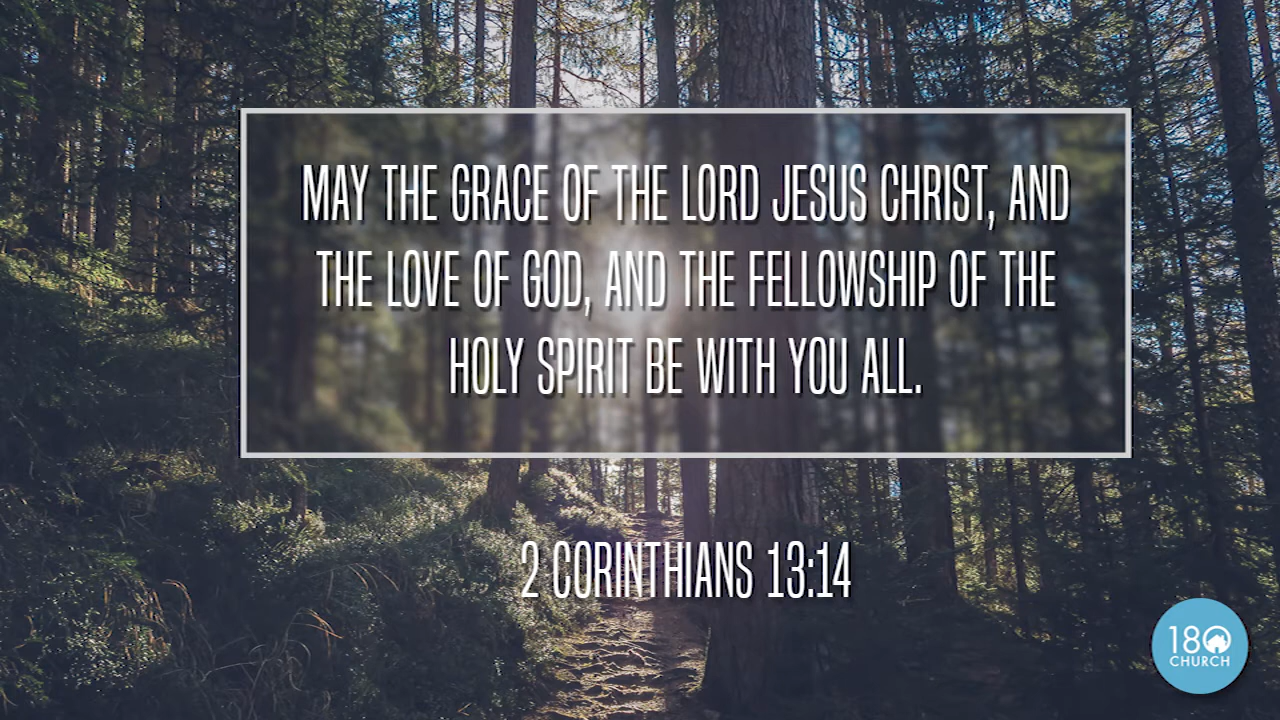 MAY THE GRACE OF THE LORD JESUS CHRIST, AND
THE LOVE OF GOD, AND THE FELLOWSHIP OF THE
HOLY SPIRIT BE WITH YOU ALL.
2 CORINTHIANS 13:14
180
CHURCH